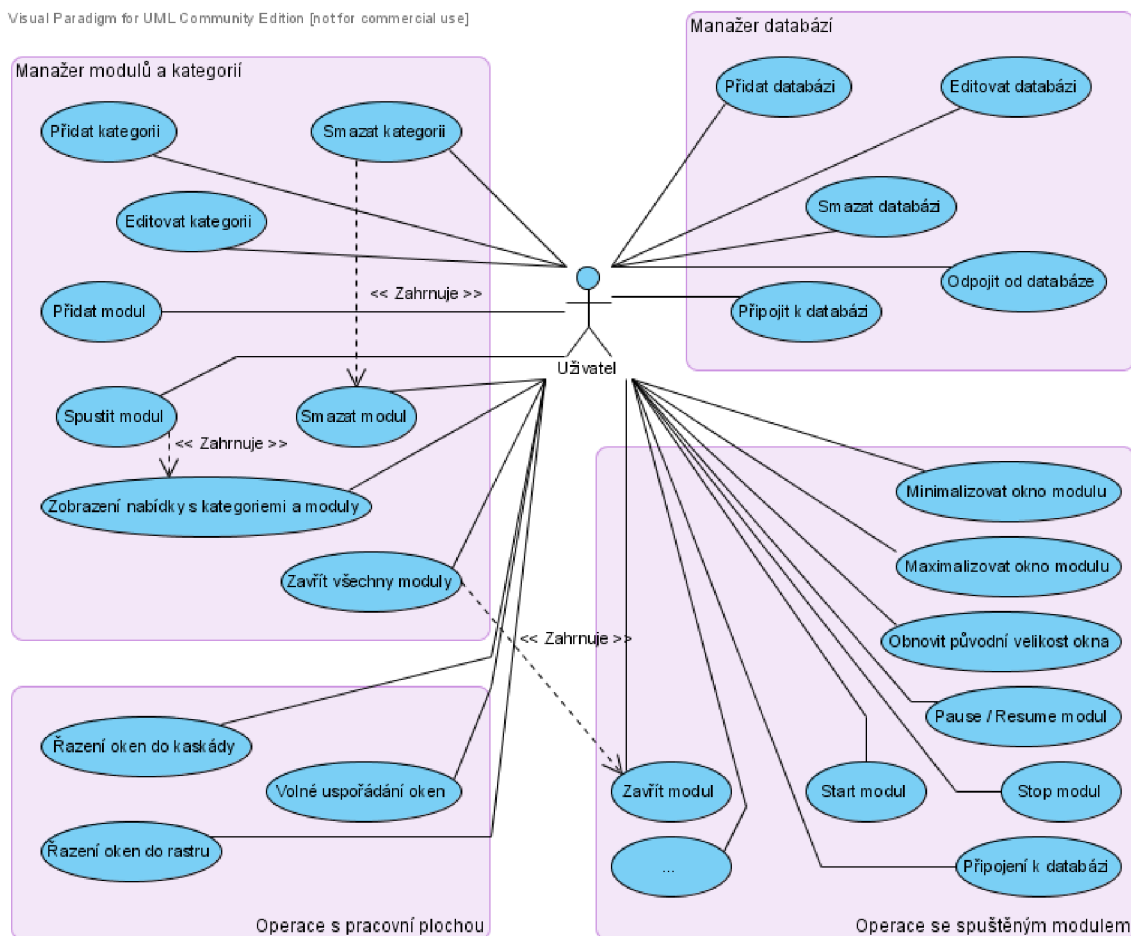 Visual Paradigm for UML Community Edition [not for commercial use]
Manažer modulů a kategorií
Přidat kategorii
Smazat kategorii
Editovat kategorii
<< Zahrnuje >>
Přidat modul
Spustit modul
Smazat modul
<< Zahrnuje >>
Zobrazení nabídky s kategoriemi a moduly
Zavřít všechny moduly
<< Zahrnuje >>
Uživatel
Manažer databází
Přidat databázi
Editovat databázi
Smazat databázi
Odpojit od databáze
Připojit k databázi
Řazení oken do kaskády
Volné uspořádání oken
Řazení oken do rastru
Operace s pracovní plochou
Minimalizovat okno modulu
Maximalizovat okno modulu
Obnovit původní velikost okna
Pause / Resume modul
Zavřít modul
Start modul
Stop modul
...
Připojení k databázi
Operace se spuštěným modulem